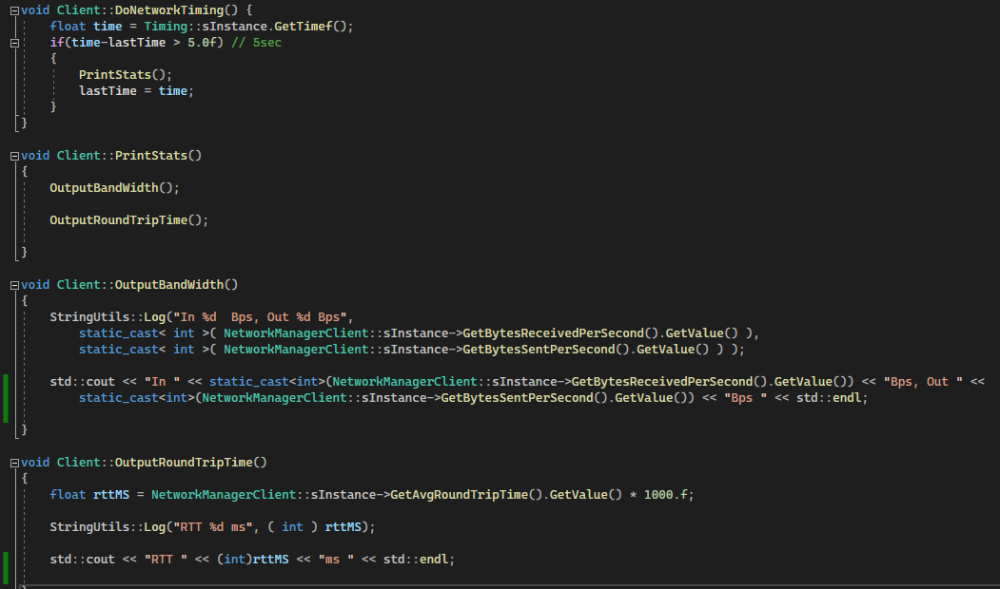 void Client::DoNetworkTiming() {
    float time = Timing::sInstance.GetTimef();
    if(time-lastTime > 5.0f) // 5sec
    {
        PrintStats();
        lastTime = time;
    }
}

void Client::PrintStats()
{
    OutputBandWidth();

    OutputRoundTripTime();

}

void Client::OutputBandWidth()
{
    StringUtils::Log("In %d  Bps, Out %d Bps",
        static_cast< int >( NetworkManagerClient::sInstance->GetBytesReceivedPerSecond().GetValue() ),
        static_cast< int >( NetworkManagerClient::sInstance->GetBytesSentPerSecond().GetValue() ) );

    std::cout << "In " << static_cast<int>(NetworkManagerClient::sInstance->GetBytesReceivedPerSecond().GetValue()) << "Bps, Out " <<
        static_cast<int>(NetworkManagerClient::sInstance->GetBytesSentPerSecond().GetValue()) << "Bps " << std::endl;

}

void Client::OutputRoundTripTime()
{
    float rttMS = NetworkManagerClient::sInstance->GetAvgRoundTripTime().GetValue() * 1000.f;

    StringUtils::Log("RTT %d ms", ( int ) rttMS);

    std::cout << "RTT " << (int)rttMS << "ms " << std::endl;